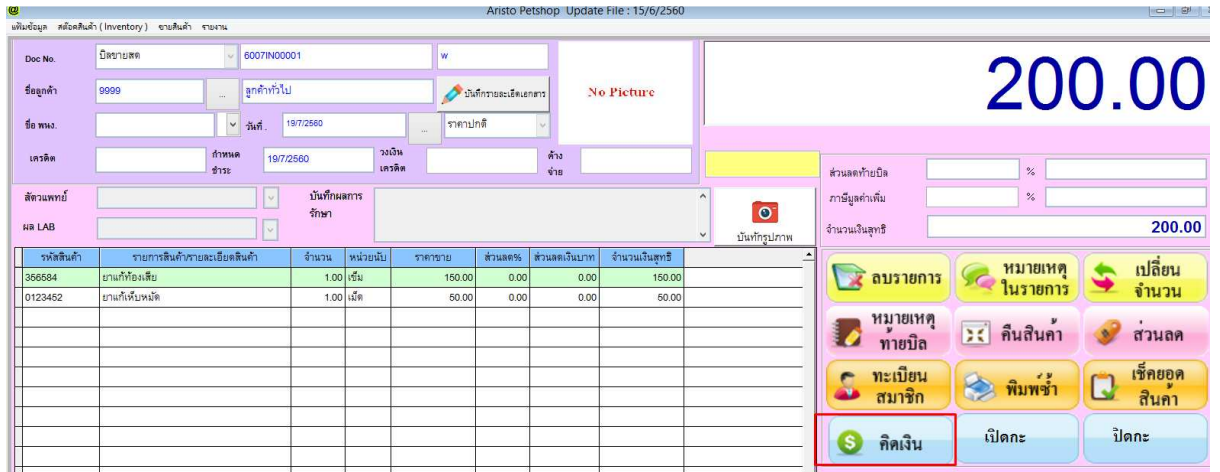 Aristo Petshop Update File : 15/6/2560
แฟ้มข้อมูล สต๊อคสินค้า ( Inventory ) ขายสินค้า รายงาน
Doc No. บิลขายสด 6007IN00001 w
200.00
ชื่อลูกค้า 9999 ... ลูกค้าทั่วไป บันทึกรายละเอียดเอกสาร No Picture
ชื่อ พนง. วันที่ . 19/7/2560 ... ราคาปกติ
เครดิต กำหนด ชำระ 19/7/2560 วงเงิน เครดิต ค้าง จ่าย
ส่วนลดท้ายบิล %
สัตวแพทย์ บันทึกผลการ รักษา
ภาษีมูลค่าเพิ่ม %
ผล LAB บันทึกรูปภาพ
จำนวนเงินสุทธิ 200.00
รหัสสินค้า รายการสินค้า/รายละเอียดสินค้า จำนวน หน่วยนับ ราคาขาย ส่วนลด% ส่วนลดเงินบาท จำนวนเงินสุทธิ
356584 ยาแก้ท้องเสีย 1.00 เข็ม 150.00 0.00 0.00 150.00
0123452 ยาแก้เห็บหมัด 1.00 เม็ด 50.00 0.00 0.00 50.00
ลบรายการ หมายเหตุ ในรายการ เปลี่ยน จำนวน
หมายเหตุ ท้ายบิล คืนสินค้า ส่วนลด
ทะเบียน สมาชิก พิมพ์ซ้ำ เช็คยอด สินค้า
คิดเงิน เปิดกะ ปิดกะ